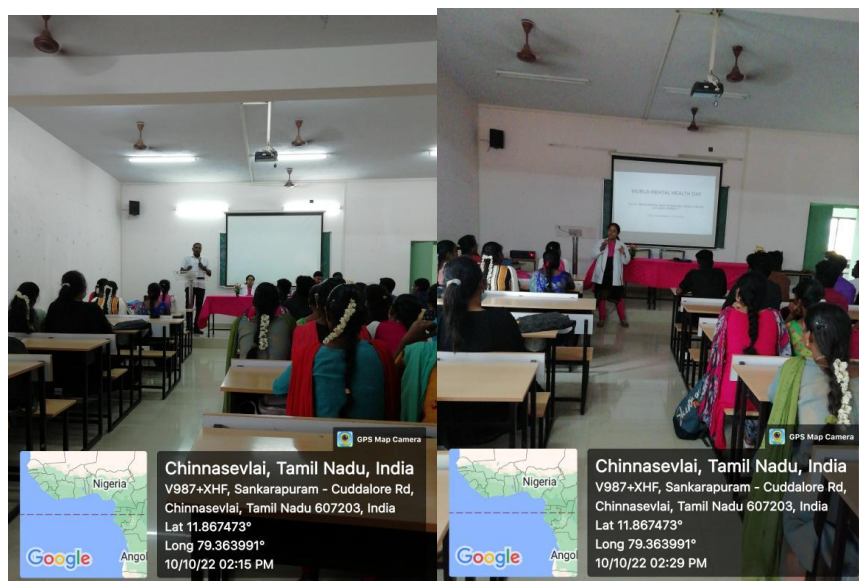 GPS Map Camera
Nigeria
Angol
Google
Chinnasevlai, Tamil Nadu, India
V987+XHF, Sankarapuram - Cuddalore Rd,
Chinnasevlai, Tamil Nadu 607203, India
Lat 11.867473°
Long 79.363991°
10/10/22 02:15 PM
WORLD MENTAL HEALTH DAY
GPS Map Camera
Nigeria
Angol
Google
Chinnasevlai, Tamil Nadu, India
V987+XHF, Sankarapuram - Cuddalore Rd,
Chinnasevlai, Tamil Nadu 607203, India
Lat 11.867473°
Long 79.363991°
10/10/22 02:29 PM